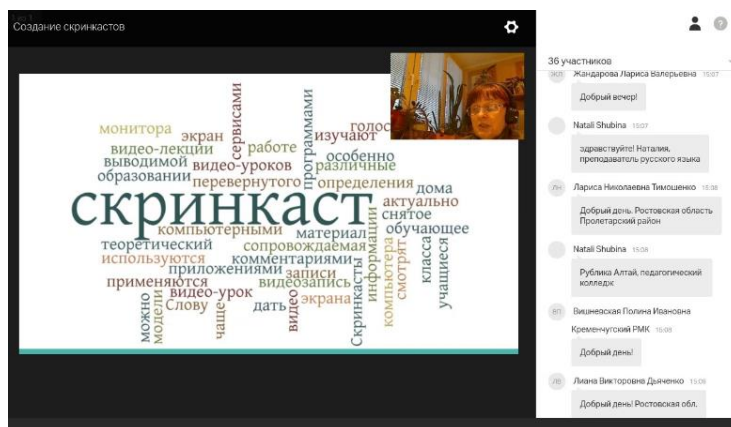 Создание скринкастов
36 участников
Жандарова Лариса Валерьевна 15:07
Добрый вечер!
Natali Shubina 15:07
здравствуйте! Наталия,
преподаватель русского языка
ЛН Лариса Николаевна Тимошенко 15:08
Добрый день. Ростовская область
Пролетарский район
Natali Shubina 15:08
Рублика Алтай, педагогический
колледж
ВП Вишневская Полина Ивановна
Кременчугский РМК 15:08
Добрый день!
ЛВ Лиана Викторовна Дьяченко 15:08
Добрый день! Ростовская обл.
монитора
экран
сервисами
программами
изучают
голос
видео-лекции
работе
особенно
выводимой
видео-уроков
различные
образовании
перевернутого
определения
дома
скринкаст
актуально
снятое
компьютерными
материал
обучающее
теоретический
сопровождаемая
используются
комментариями
информации
компьютера
смотрят
класса
учащиеся
приложениями
записи
применяются
видеозапись
Скринкасты
видео-урок
экрана
видео
можно
модели
Слову
чаще
дать